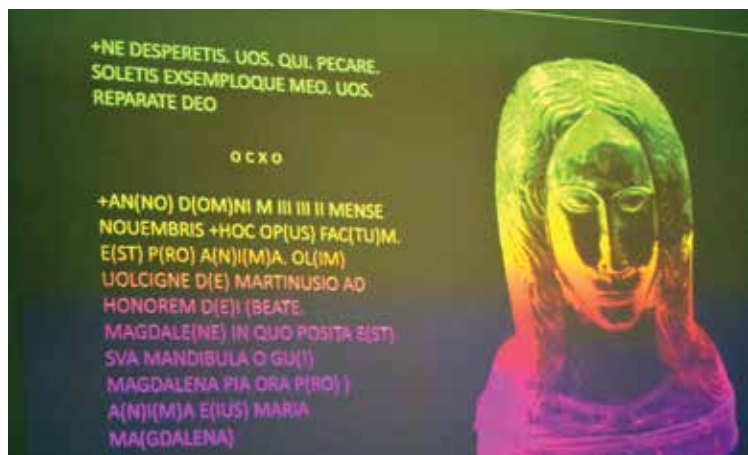 +NE DESPERETIS. UOS. QUI. PECARE.
SOLETIS EXSEMPLOQUE MEO. UOS.
REPARATE DEO
O C X O
+AN(NO) D(OM)NI M III III II MENSE
NOUEMBRIS +HOC OP(US) FAC(TU)M.
E(ST) P(RO) A(N)I(M)A. OL(IM)
UOLCIGNE D(E) MARTINUSIO AD
HONOREM D(E)I (BEATE.
MAGDALE(NE) IN QUO POSITA E(ST)
SVA MANDIBULA O GU(!)
MAGDALENA PIA ORA P(RO) )
A(N)I(M)A E(IUS) MARIA
MA(GDALENA)